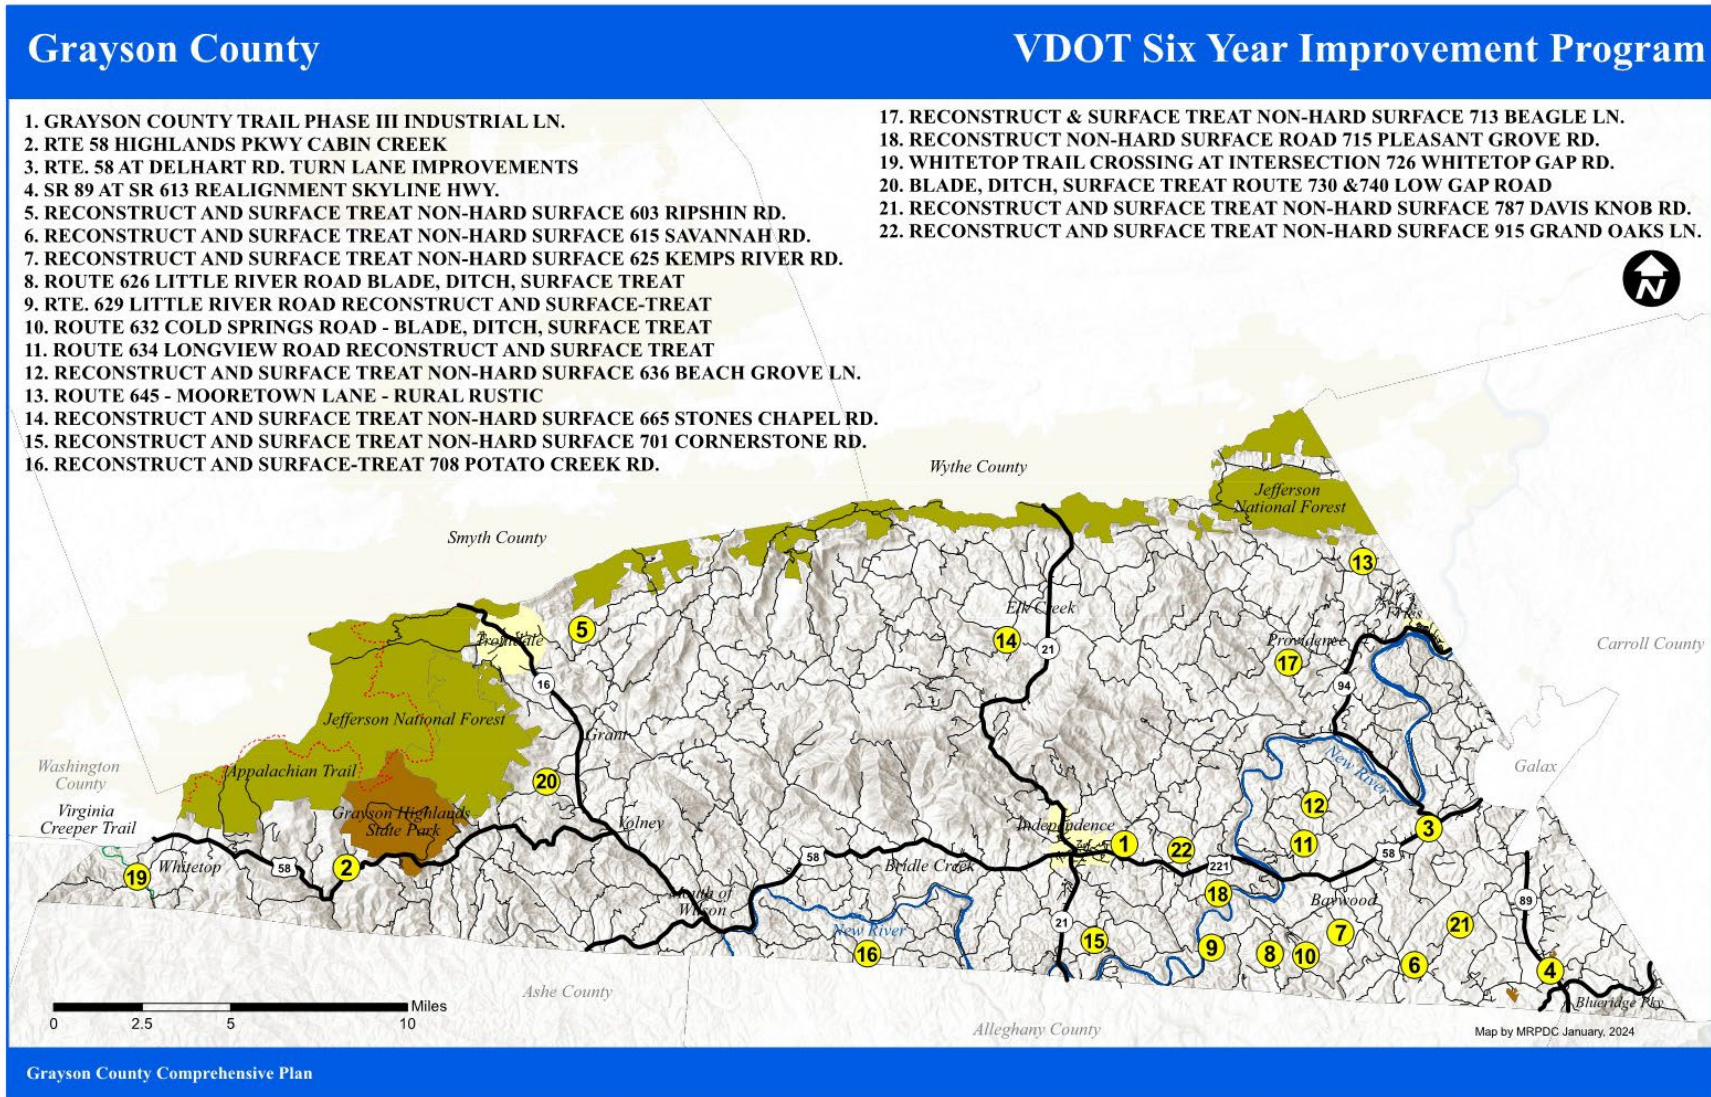 Grayson County
VDOT Six Year Improvement Program
1. GRAYSON COUNTY TRAIL PHASE III INDUSTRIAL LN.
2. RTE 58 HIGHLANDS PKWY CABIN CREEK
3. RTE. 58 AT DELHART RD. TURN LANE IMPROVEMENTS
4. SR 89 AT SR 613 REALIGNMENT SKYLINE HWY.
5. RECONSTRUCT AND SURFACE TREAT NON-HARD SURFACE 603 RIPSHIN RD.
6. RECONSTRUCT AND SURFACE TREAT NON-HARD SURFACE 615 SAVANNAH RD.
7. RECONSTRUCT AND SURFACE TREAT NON-HARD SURFACE 625 KEMPS RIVER RD.
8. ROUTE 626 LITTLE RIVER ROAD BLADE, DITCH, SURFACE TREAT
9. RTE. 629 LITTLE RIVER ROAD RECONSTRUCT AND SURFACE-TREAT
10. ROUTE 632 COLD SPRINGS ROAD - BLADE, DITCH, SURFACE TREAT
11. ROUTE 634 LONGVIEW ROAD RECONSTRUCT AND SURFACE TREAT
12. RECONSTRUCT AND SURFACE TREAT NON-HARD SURFACE 636 BEACH GROVE LN.
13. ROUTE 645 - MOORETOWN LANE - RURAL RUSTIC
14. RECONSTRUCT AND SURFACE TREAT NON-HARD SURFACE 665 STONES CHAPEL RD.
15. RECONSTRUCT AND SURFACE TREAT NON-HARD SURFACE 701 CORNERSTONE RD.
16. RECONSTRUCT AND SURFACE-TREAT 708 POTATO CREEK RD.
17. RECONSTRUCT & SURFACE TREAT NON-HARD SURFACE 713 BEAGLE LN.
18. RECONSTRUCT NON-HARD SURFACE ROAD 715 PLEASANT GROVE RD.
19. WHITETOP TRAIL CROSSING AT INTERSECTION 726 WHITETOP GAP RD.
20. BLADE, DITCH, SURFACE TREAT ROUTE 730 &740 LOW GAP ROAD
21. RECONSTRUCT AND SURFACE TREAT NON-HARD SURFACE 787 DAVIS KNOB RD.
22. RECONSTRUCT AND SURFACE TREAT NON-HARD SURFACE 915 GRAND OAKS LN.
N
Wythe County
Jefferson
National Forest
Smyth County
13
Elk Creek
Fries
5
Troutdale
14
21
Providence
17
Carroll County
16
94
Jefferson National Forest
Grant
New River
Washington
County
Appalachian Trail
20
Galax
Virginia
Creeper Trail
Grayson Highlands
State Park
Volney
Independence
12
3
1
22
11
58
58
221
Whitetop
58
2
Bridle Creek
19
Mouth of
Wilson
18
Baywood
89
New River
21
21
16
15
9
8
10
7
6
4
Ashe County
Alleghany County
Blueridge Pky
Miles
0
2.5
5
10
Map by MRPDC January, 2024
Grayson County Comprehensive Plan